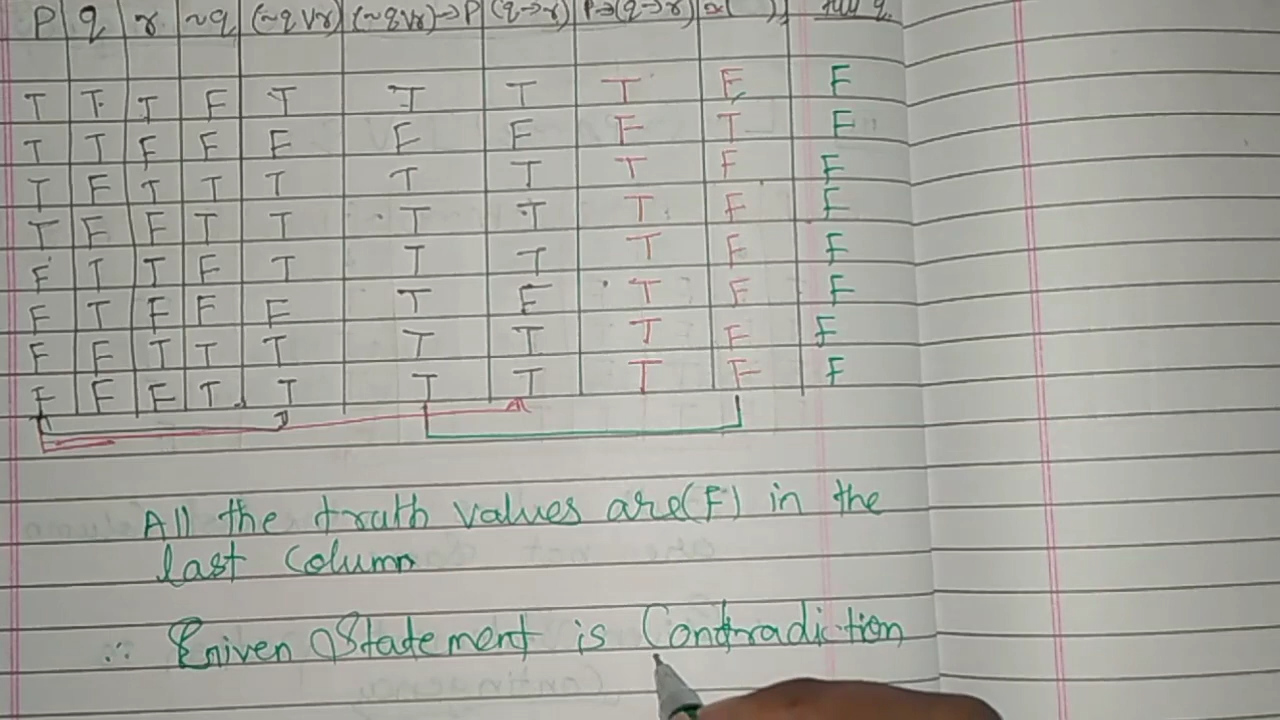 P q r ~q (~q∨r) (~q∨r)→P (q→r) P→(q→r) ~( )
T T T F T T T T F F
T T F F F F F F T F
T F T T T T T T F F
T F F T T T T T F F
F T T F T T T T F F
F T F F F T F T F F
F F T T T T T T F F
F F F T T T T T F F
All the truth values are(F) in the
last Column
∴ Given Statement is Contradiction